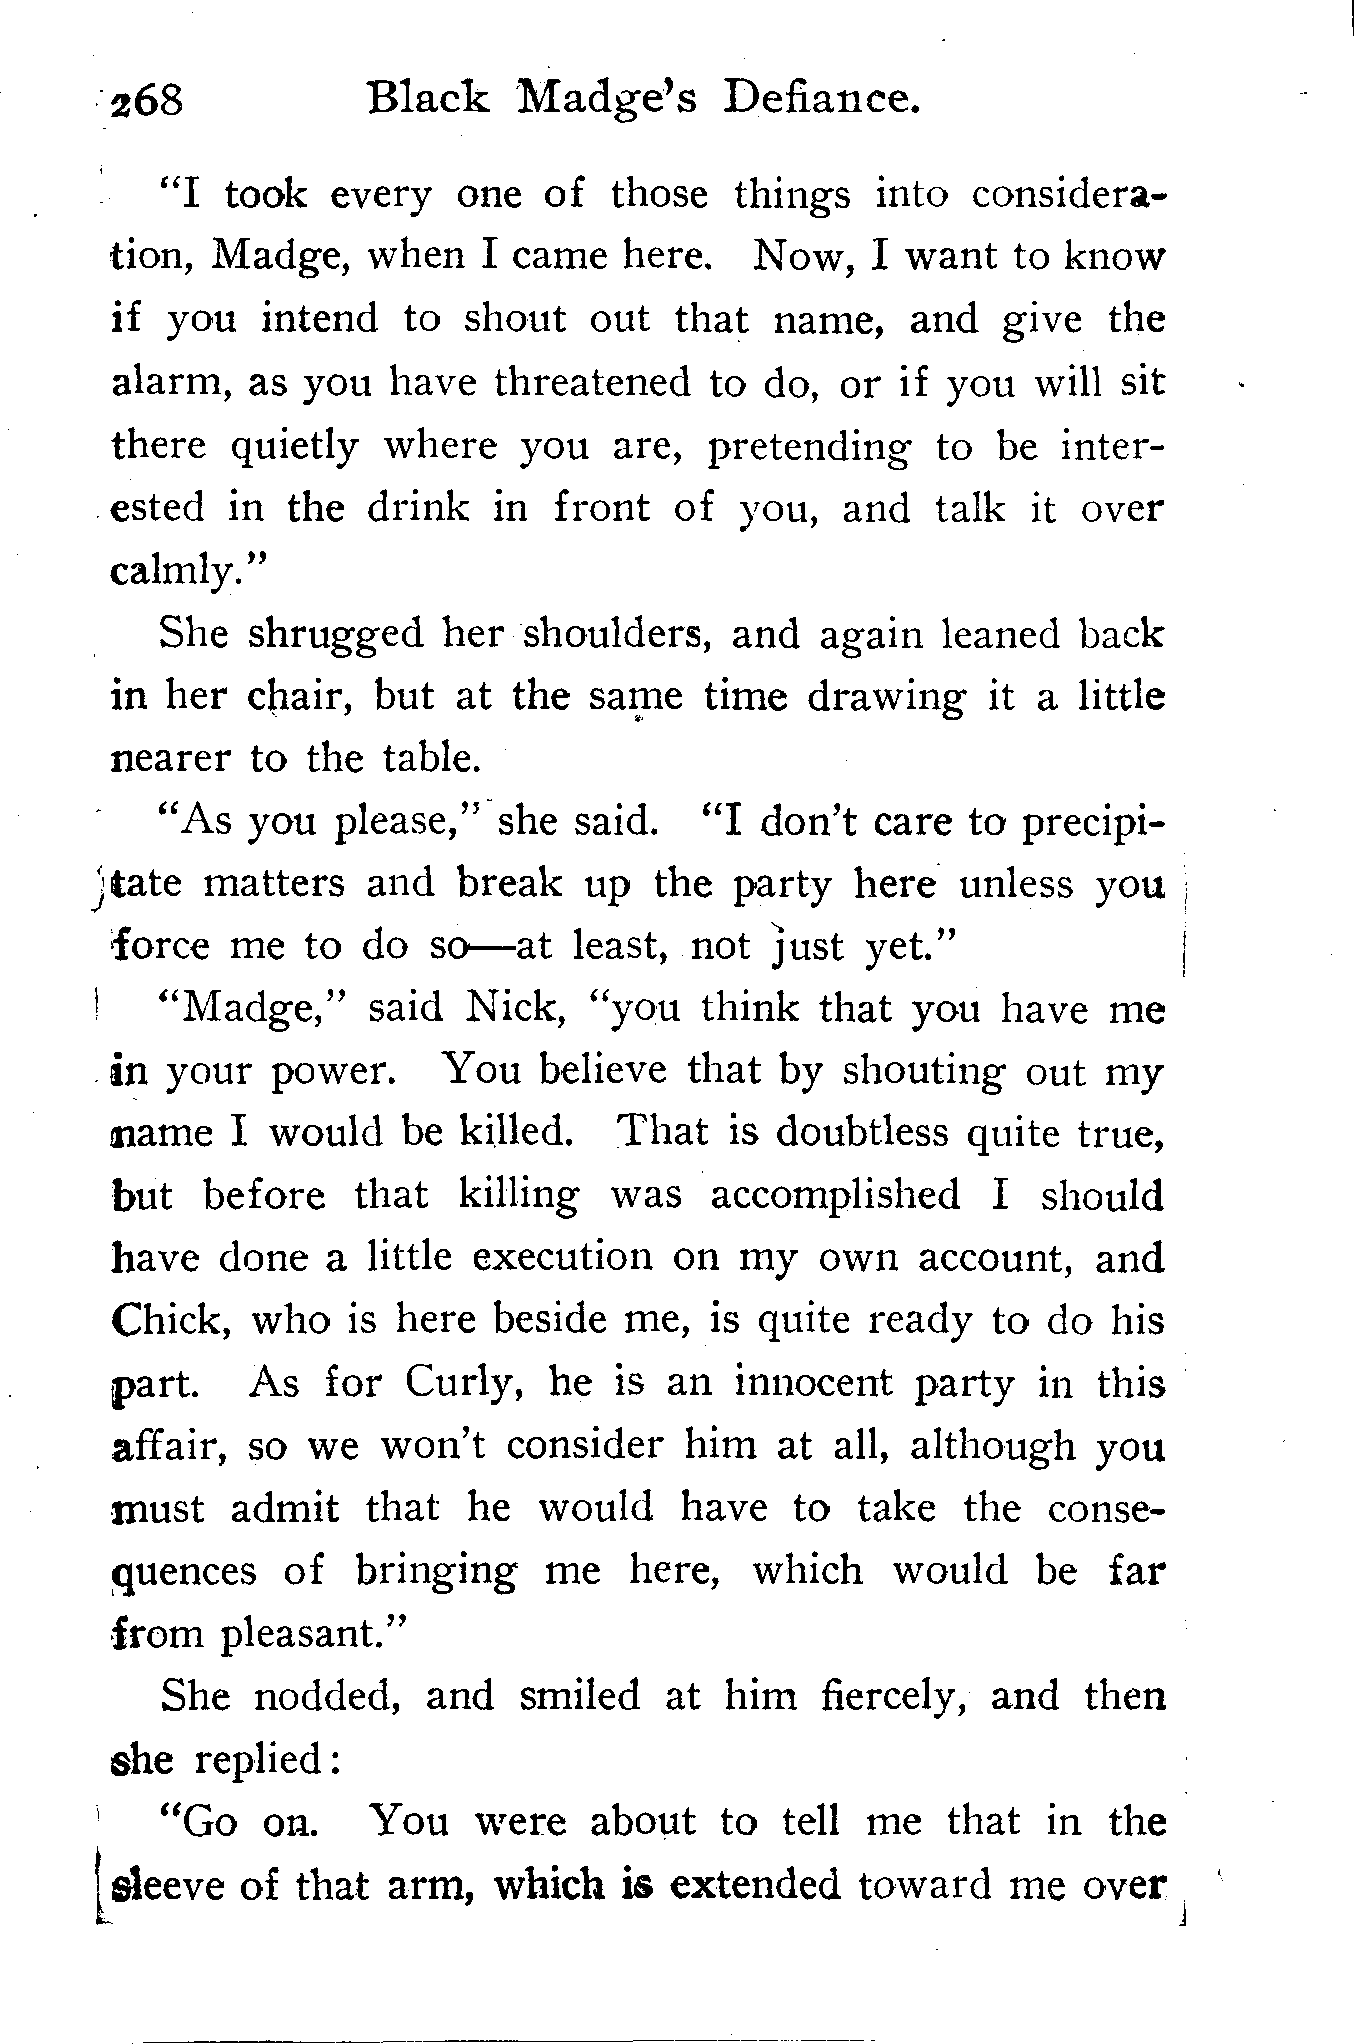 268 Black Madge's Defiance.
"I took every one of those things into considera-
tion, Madge, when I came here. Now, I want to know
if you intend to shout out that name, and give the
alarm, as you have threatened to do, or if you will sit
there quietly where you are, pretending to be inter-
ested in the drink in front of you, and talk it over
calmly."
She shrugged her shoulders, and again leaned back
in her chair, but at the same time drawing it a little
nearer to the table.
"As you please," she said. "I don't care to precipi-
tate matters and break up the party here unless you
force me to do so—at least, not just yet."
"Madge," said Nick, "you think that you have me
in your power. You believe that by shouting out my
name I would be killed. That is doubtless quite true,
but before that killing was accomplished I should
have done a little execution on my own account, and
Chick, who is here beside me, is quite ready to do his
part. As for Curly, he is an innocent party in this
affair, so we won't consider him at all, although you
must admit that he would have to take the conse-
quences of bringing me here, which would be far
from pleasant."
She nodded, and smiled at him fiercely, and then
she replied:
"Go on. You were about to tell me that in the
sleeve of that arm, which is extended toward me over